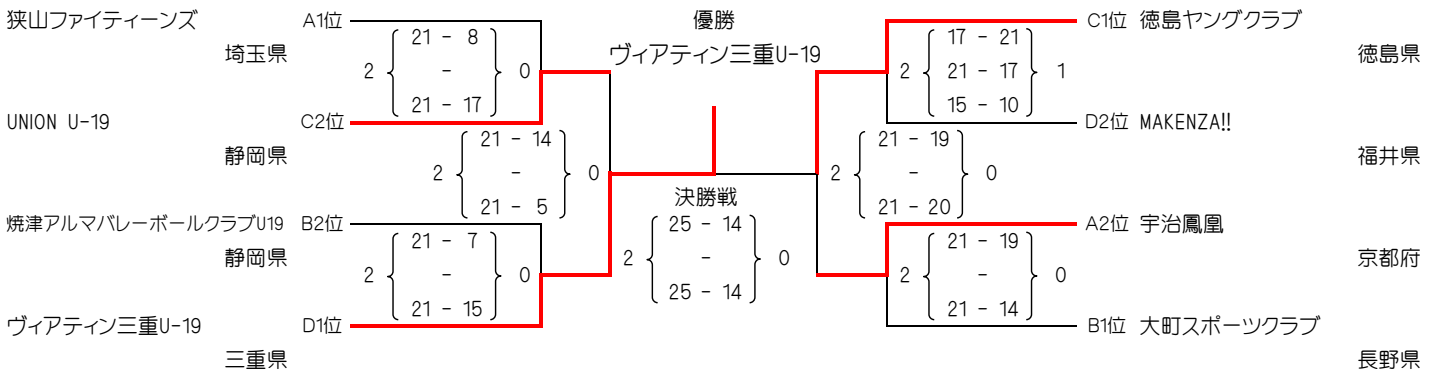 狭山ファイティーンズ A1位
埼玉県
2 { 21 - 8
-
21 - 17 } 0
UNION U-19 C2位
静岡県
2 { 21 - 14
-
21 - 5 } 0
焼津アルマバレーボールクラブU19 B2位
静岡県
2 { 21 - 7
-
21 - 15 } 0
ヴィアティン三重U-19 D1位
三重県
優勝
ヴィアティン三重U-19
決勝戦
2 { 25 - 14
-
25 - 14 } 0
C1位 徳島ヤングクラブ
徳島県
2 { 17 - 21
21 - 17
15 - 10 } 1
D2位 MAKENZA!!
福井県
2 { 21 - 19
-
21 - 20 } 0
A2位 宇治鳳凰
京都府
2 { 21 - 19
-
21 - 14 } 0
B1位 大町スポーツクラブ
長野県